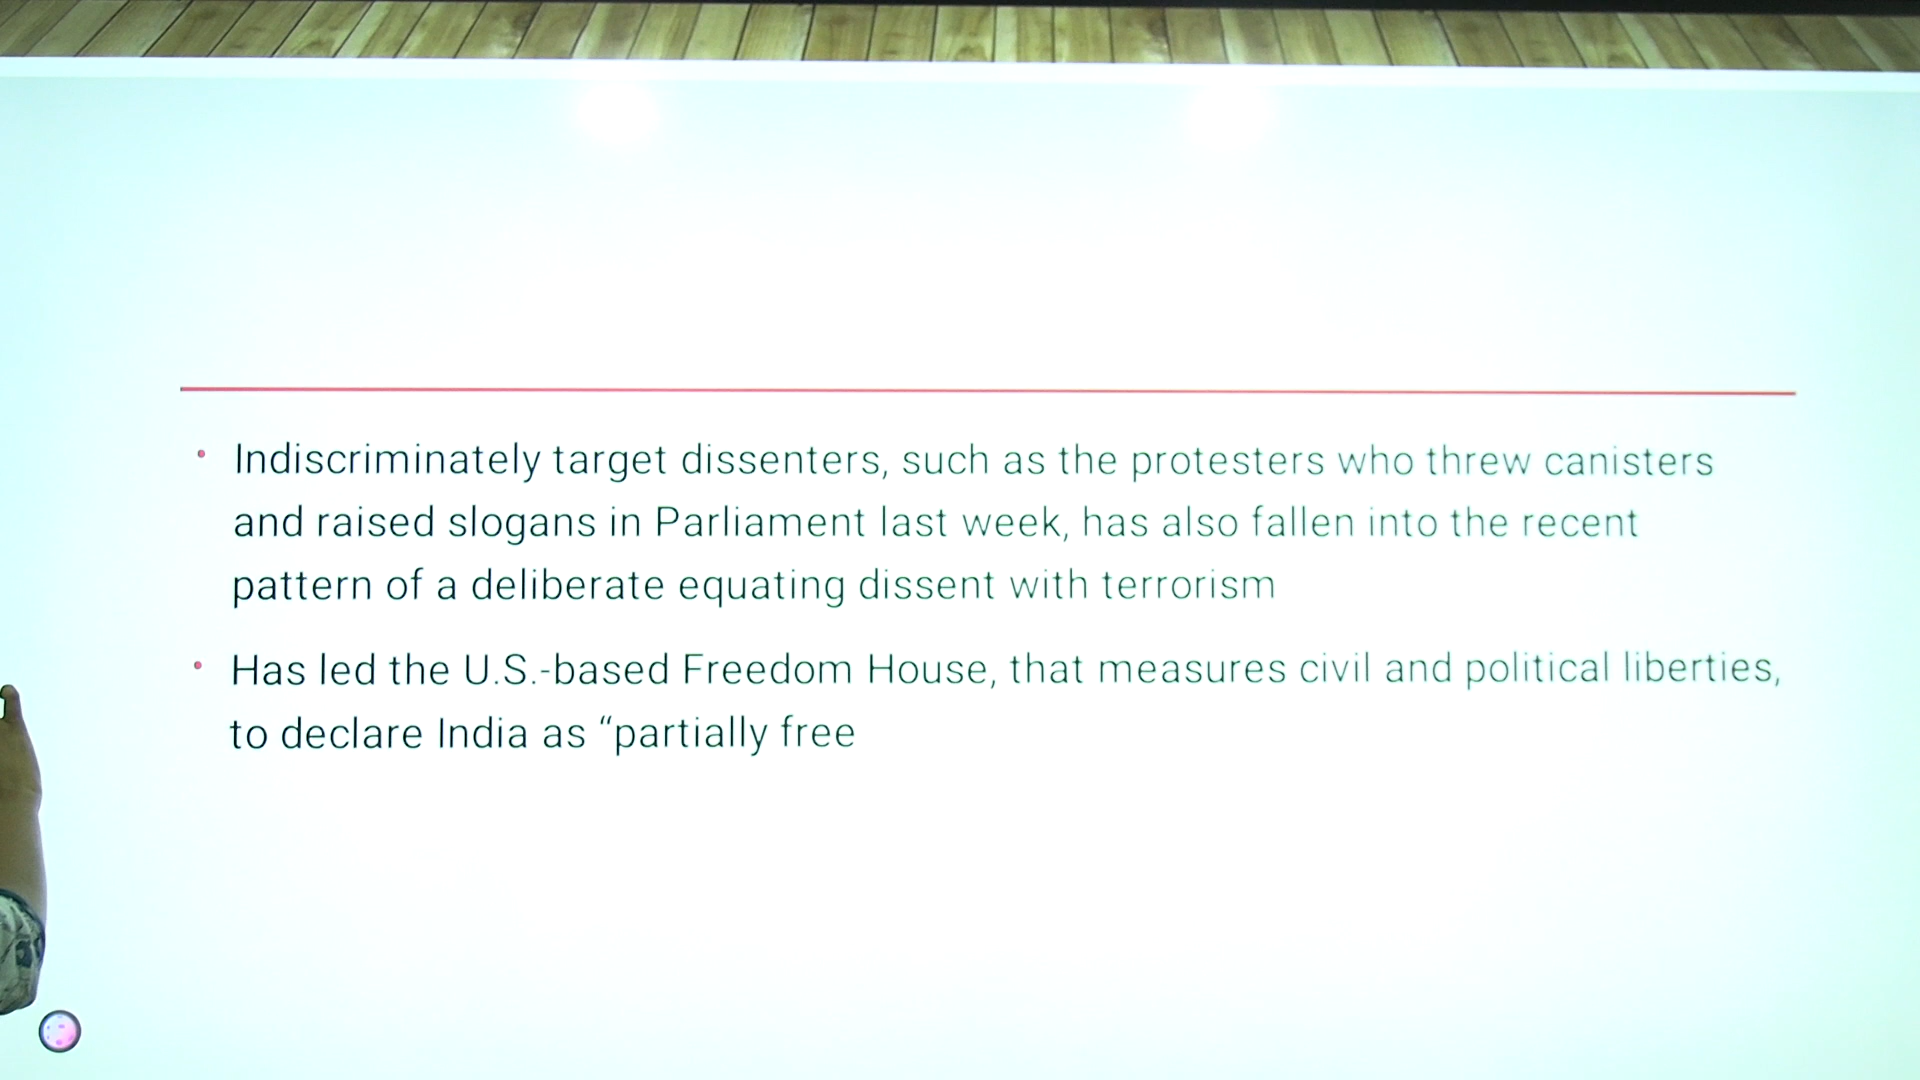 • Indiscriminately target dissenters, such as the protesters who threw canisters
and raised slogans in Parliament last week, has also fallen into the recent
pattern of a deliberate equating dissent with terrorism
• Has led the U.S.-based Freedom House, that measures civil and political liberties,
to declare India as “partially free